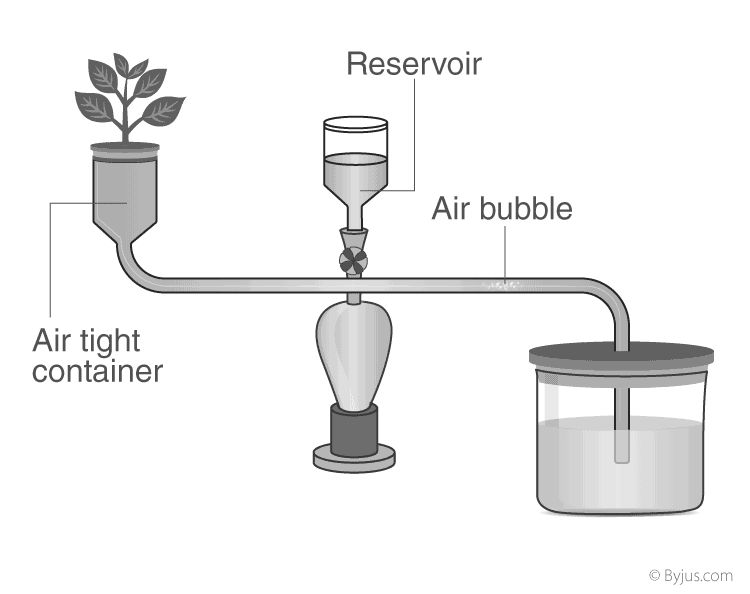 Reservoir
Air bubble
Air tight
container
© Byjus.com